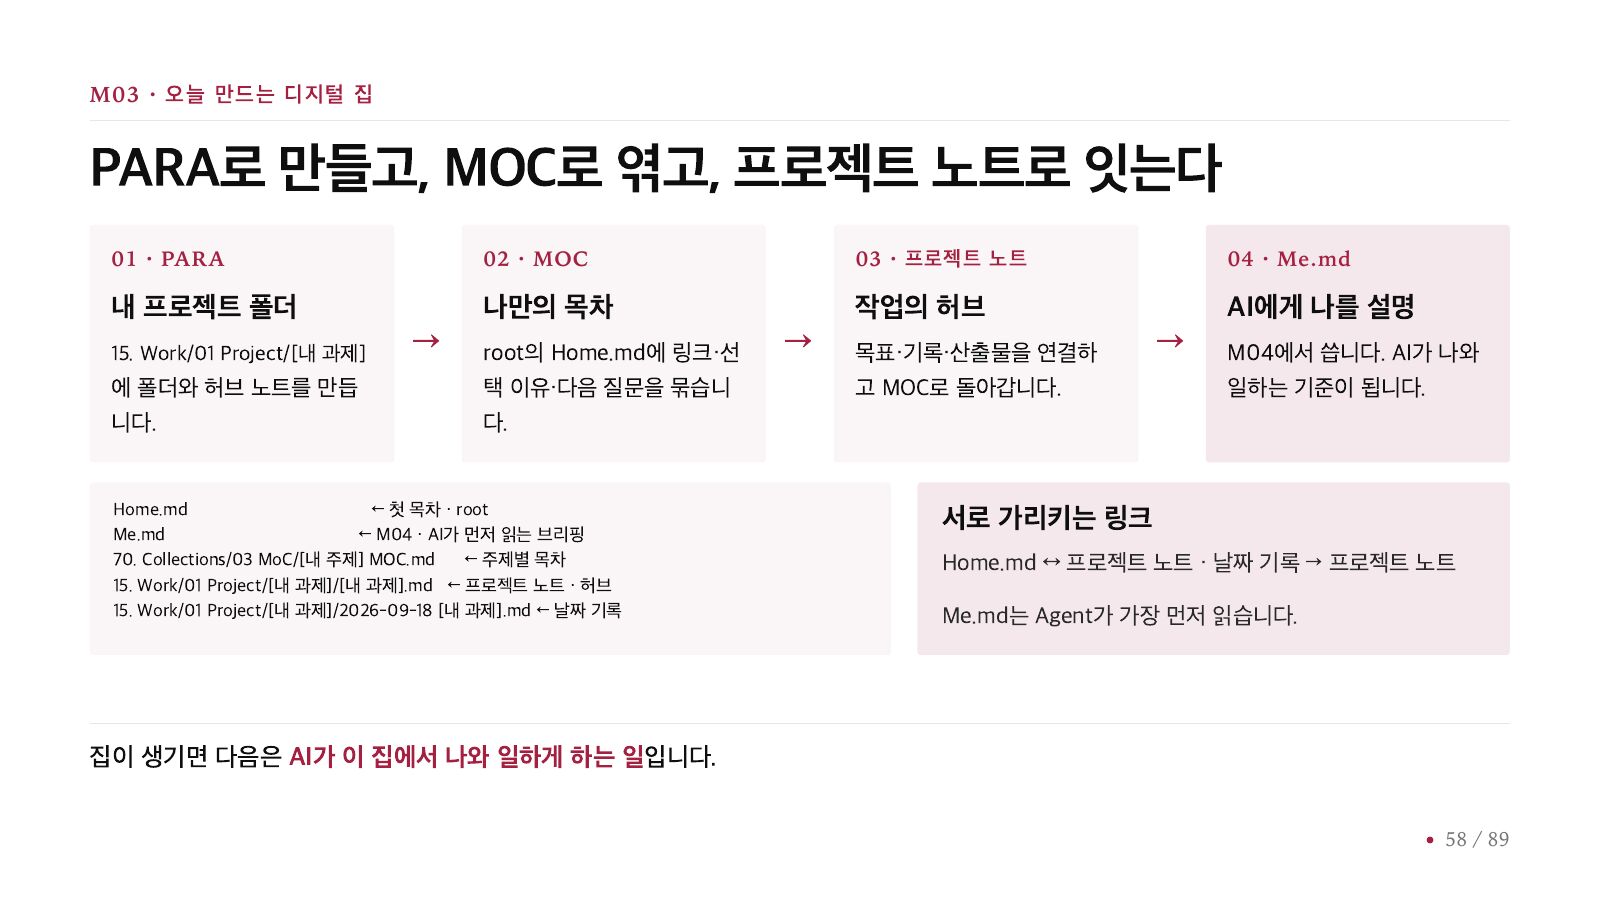 M03 · 오늘 만드는 디지털 집
PARA로 만들고, MOC로 엮고, 프로젝트 노트로 잇는다
01 · PARA
내 프로젝트 폴더
15. Work/01 Project/[내 과제]
에 폴더와 허브 노트를 만듭
니다.
→
02 · MOC
나만의 목차
root의 Home.md에 링크·선
택 이유·다음 질문을 묶습니
다.
→
03 · 프로젝트 노트
작업의 허브
목표·기록·산출물을 연결하
고 MOC로 돌아갑니다.
→
04 · Me.md
AI에게 나를 설명
M04에서 씁니다. AI가 나와
일하는 기준이 됩니다.
Home.md ← 첫 목차 · root
Me.md ← M04 · AI가 먼저 읽는 브리핑
70. Collections/03 MoC/[내 주제] MOC.md ← 주제별 목차
15. Work/01 Project/[내 과제]/[내 과제].md ← 프로젝트 노트 · 허브
15. Work/01 Project/[내 과제]/2026-09-18 [내 과제].md ← 날짜 기록
서로 가리키는 링크
Home.md ↔ 프로젝트 노트 · 날짜 기록 → 프로젝트 노트
Me.md는 Agent가 가장 먼저 읽습니다.
집이 생기면 다음은 AI가 이 집에서 나와 일하게 하는 일입니다.
• 58 / 89